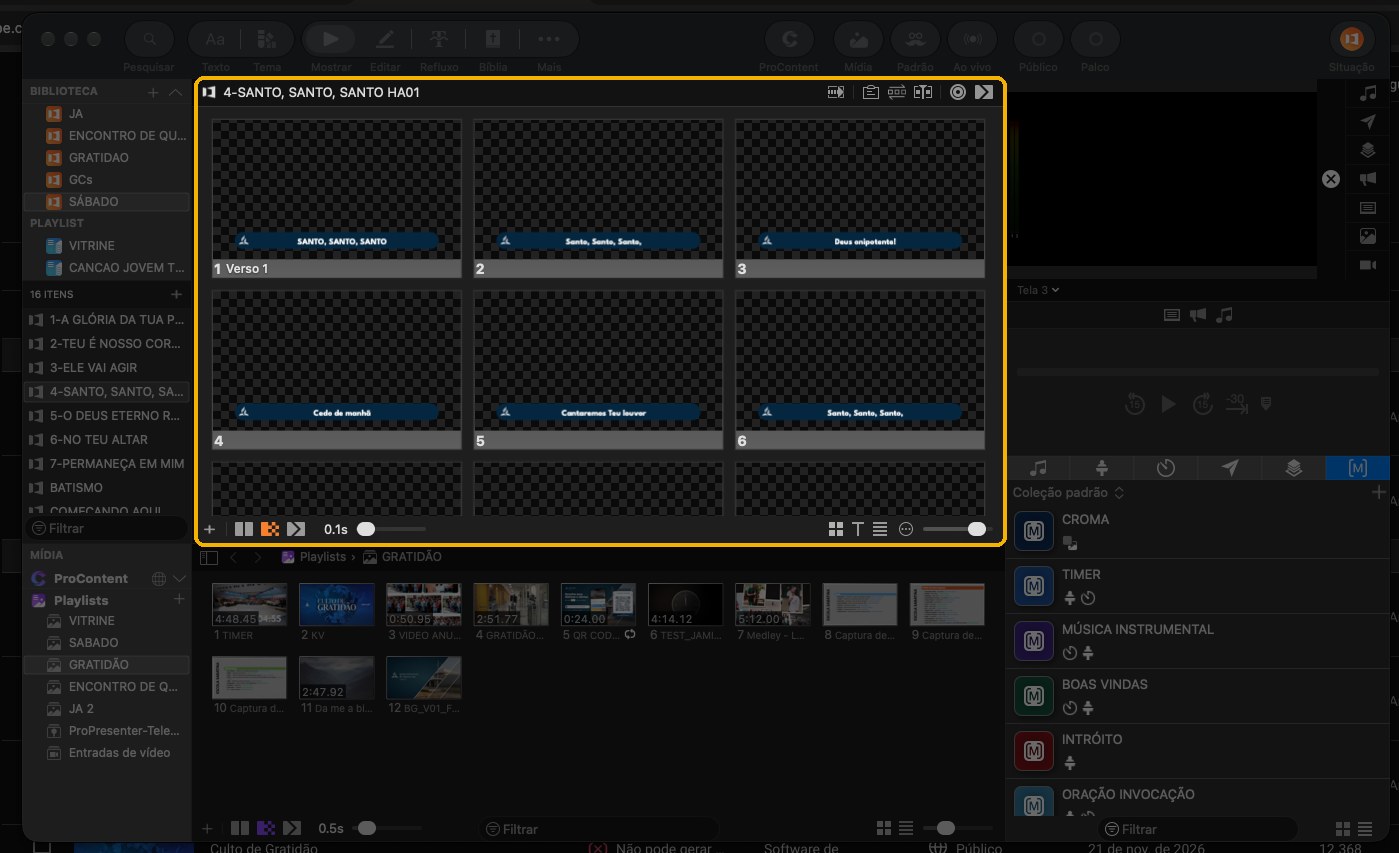 pe.c
Pesquisar
Aa
Texto
Tema
Mostrar
Editar
Refluxo
Bíblia
Mais
ProContent
Mídia
Padrão
Ao vivo
Público
Palco
Situação
BIBLIOTECA
JA
ENCONTRO DE QU...
GRATIDAO
GCs
SÁBADO
PLAYLIST
VITRINE
CANCAO JOVEM T...
16 ITENS
1-A GLÓRIA DA TUA P...
2-TEU É NOSSO COR...
3-ELE VAI AGIR
4-SANTO, SANTO, SA...
5-O DEUS ETERNO R...
6-NO TEU ALTAR
7-PERMANEÇA EM MIM
BATISMO
COMEÇANDO AQUI
Filtrar
MÍDIA
ProContent
Playlists
VITRINE
SABADO
GRATIDÃO
ENCONTRO DE Q...
JA 2
ProPresenter-Tele...
Entradas de vídeo
4-SANTO, SANTO, SANTO HA01
SANTO, SANTO, SANTO
1 Verso 1
Santo, Santo, Santo,
2
Deus onipotente!
3
Cedo de manhã
4
Cantaremos Teu louvor
5
Santo, Santo, Santo,
6
0.1s
Playlists › GRATIDÃO
4:48.45
04:55
1 TIMER
GRATIDÃO
2 KV
0:50.95
3 VIDEO ANU...
2:51.77
4 GRATIDÃO...
0:24.00
5 QR COD...
4:14.12
6 TEST_JAMI...
5:12.00
7 Medley - L...
8 Captura de...
9 Captura de...
10 Captura d...
2:47.92
11 Da me a bl...
12 BG_V01_F...
0.5s
Filtrar
Tela 3
15
15
-30
[M]
Coleção padrão
CROMA
TIMER
MÚSICA INSTRUMENTAL
BOAS VINDAS
INTRÓITO
ORAÇÃO INVOCAÇÃO
Filtrar
Culto de Gratidão
Não pode gerar
Software de
Público
21 de nov. de 2026
12.368